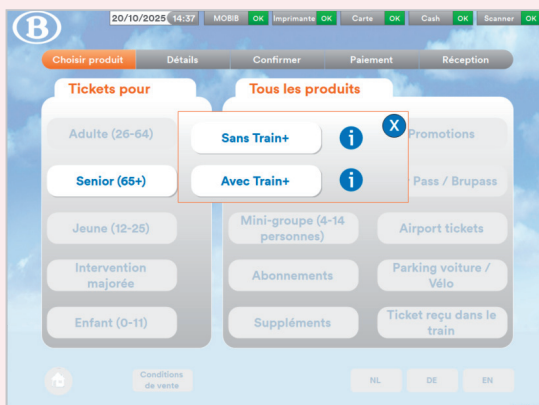 B
20/10/2025 14:37 MOBIB OK Imprimante OK Carte OK Cash OK Scanner OK
Choisir produit Détails Confirmer Paiement Réception
Tickets pour
Tous les produits
Adulte (26-64)
Sans Train+ i X
Promotions
Senior (65+)
Avec Train+ i
Pass / Brupass
Jeune (12-25)
Mini-groupe (4-14
personnes)
Airport tickets
Intervention
majorée
Abonnements
Parking voiture /
Vélo
Enfant (0-11)
Suppléments
Ticket reçu dans le
train
Conditions
de vente
NL DE EN